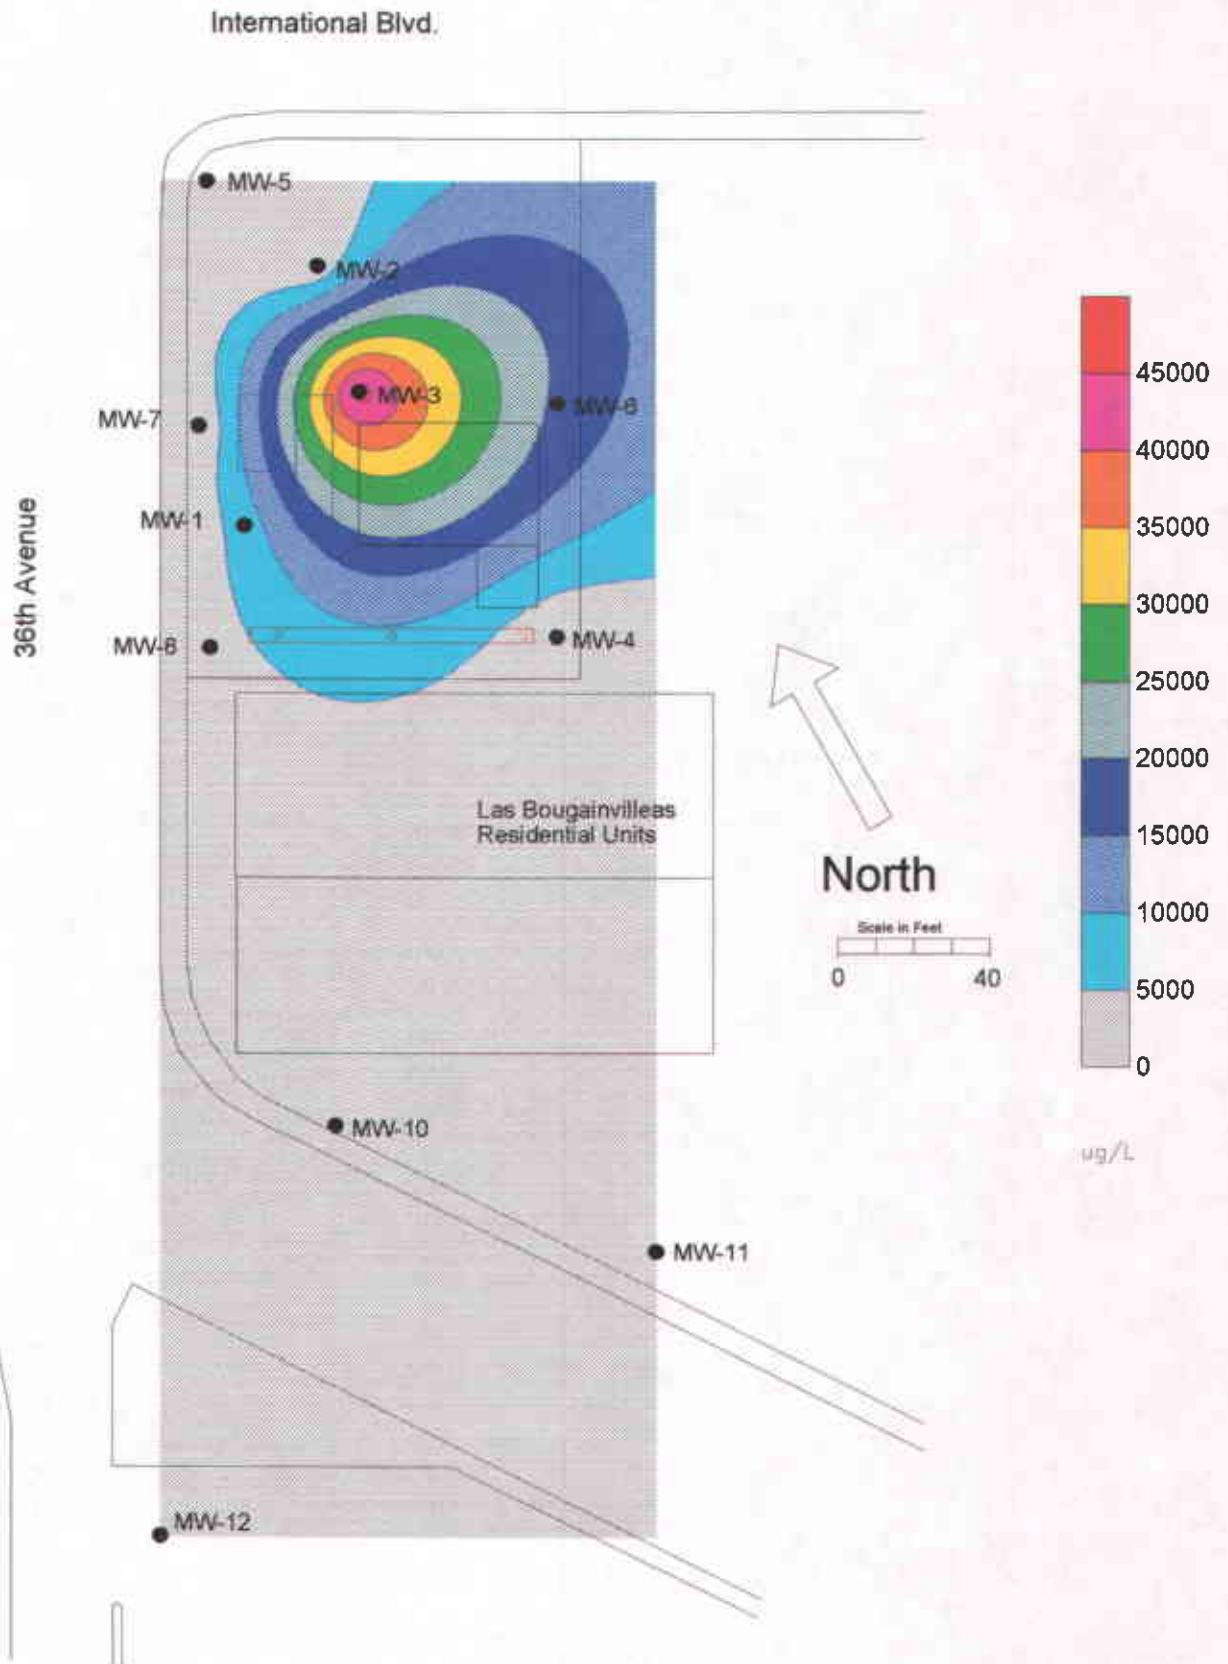 International Blvd.
MW-5
MW-2
MW-3
MW-6
MW-7
MW-1
36th Avenue
MW-8
MW-4
Las Bougainvilleas
Residential Units
North
Scale in Feet
0 40
MW-10
MW-11
MW-12
45000
40000
35000
30000
25000
20000
15000
10000
5000
0
ug/L